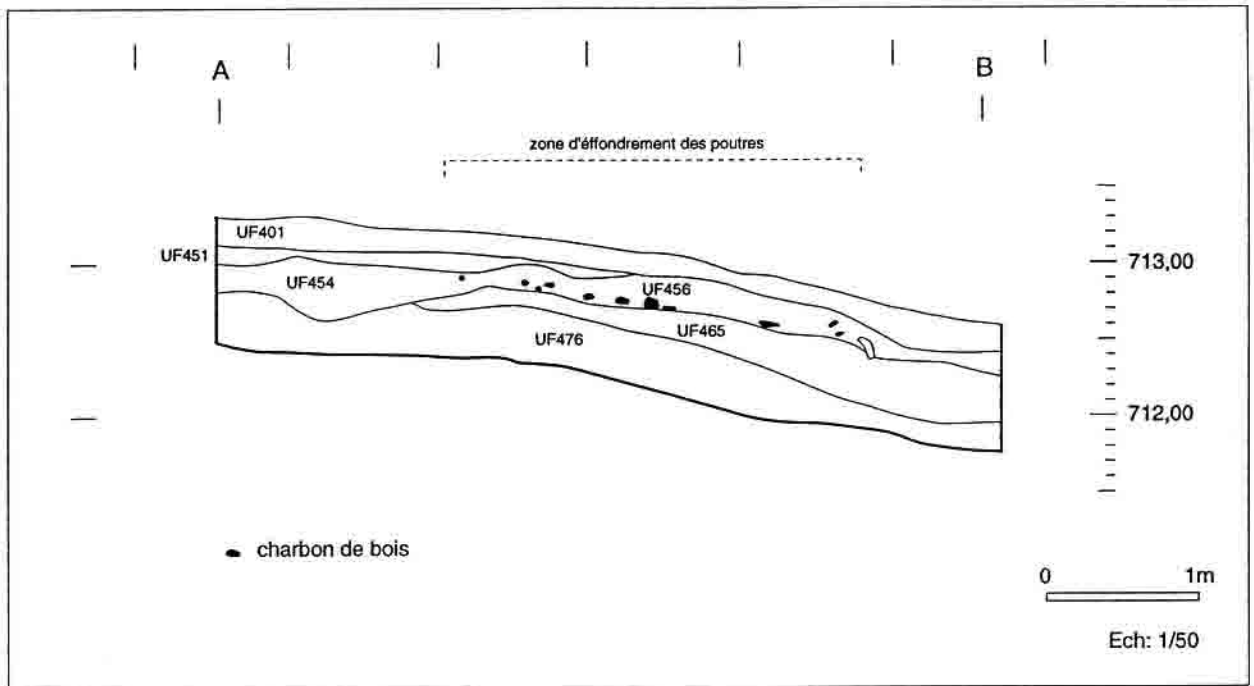 A
B
zone d'éffondrement des poutres
UF401
UF451
UF454
UF456
UF465
UF476
713,00
712,00
charbon de bois
0 1m
Ech: 1/50